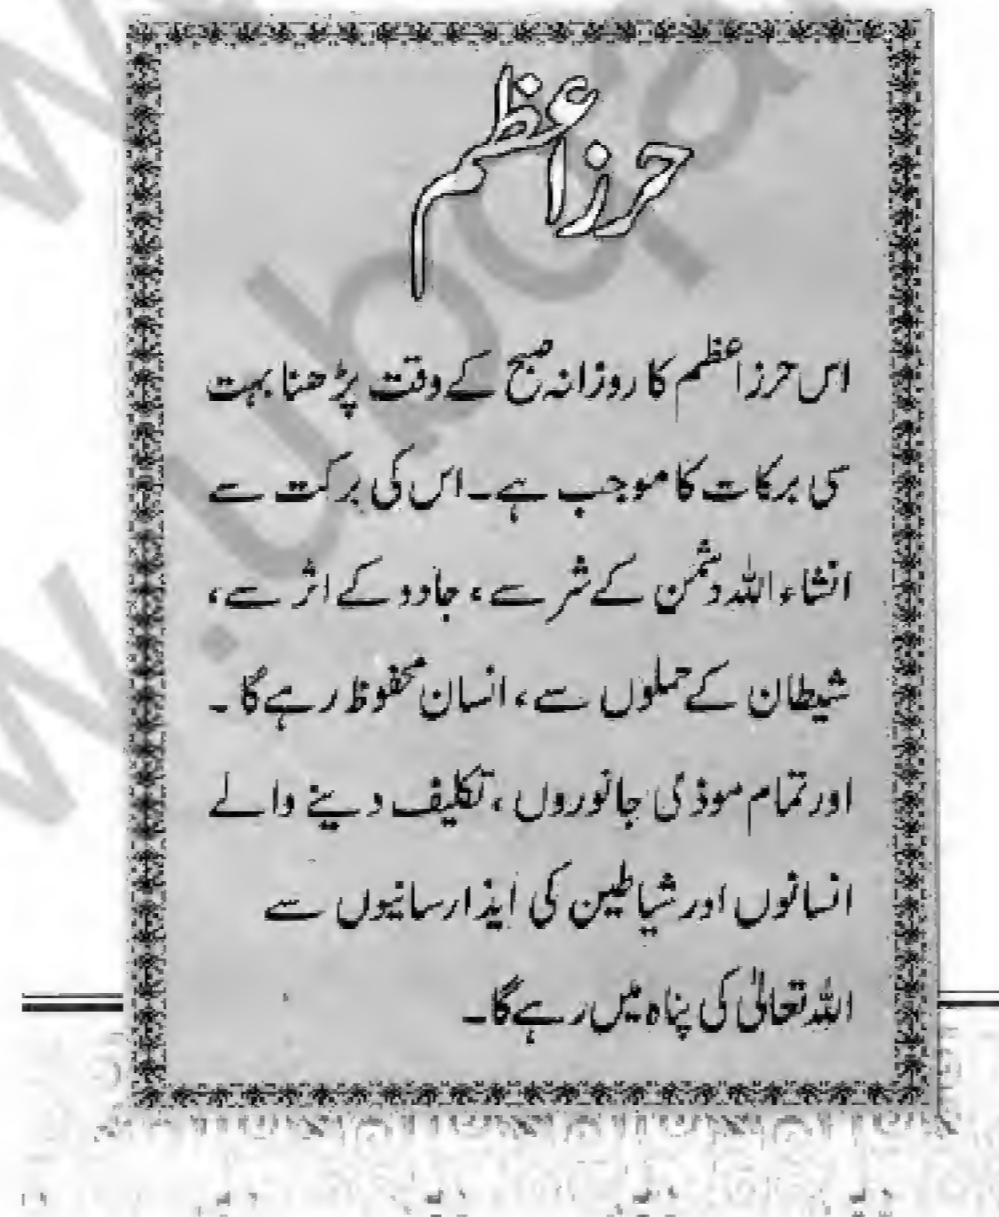 حرز اعظم
اس حرز اعظم کا روزانہ صبح کے وقت پڑھنا بہت
سی برکات کا موجب ہے۔ اس کی برکت سے
انشاء اللہ دشمن کے شر سے، جادو کے اثر سے،
شیطان کے حملوں سے، انسان محفوظ رہے گا۔
اور تمام موذی جانوروں، تکلیف دینے والے
انسانوں اور شیاطین کی ایذا رسانیوں سے
اللہ تعالیٰ کی پناہ میں رہے گا۔